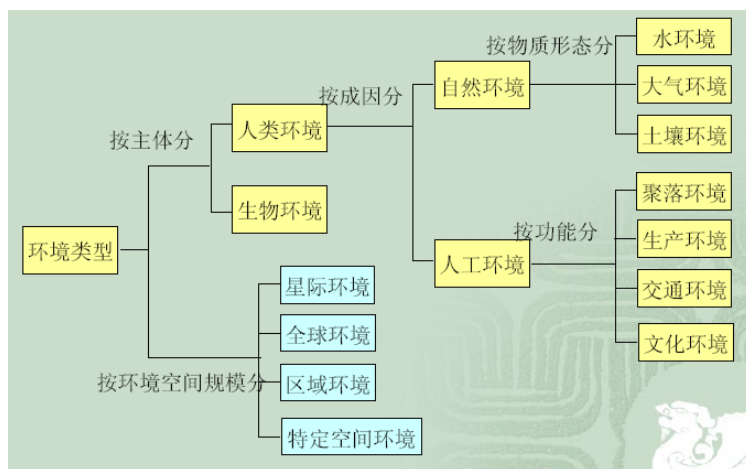 按物质形态分
水环境
按成因分
自然环境
大气环境
按主体分
人类环境
土壤环境
生物环境
聚落环境
环境类型
按功能分
生产环境
人工环境
星际环境
交通环境
全球环境
文化环境
按环境空间规模分
区域环境
特定空间环境